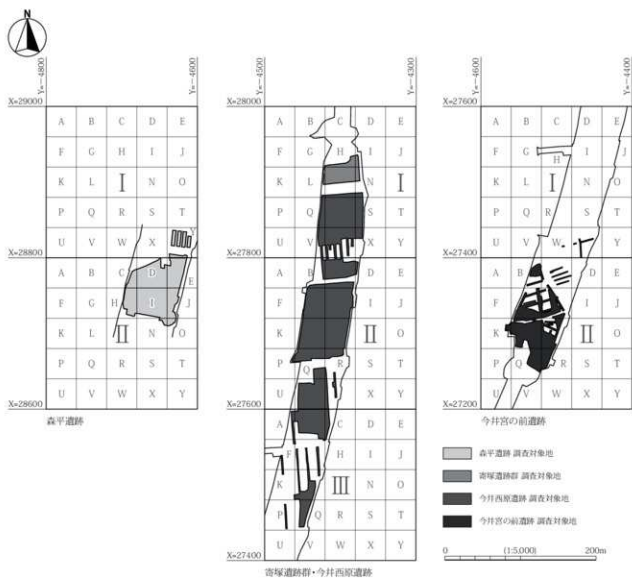 N
Y=-4800
Y=-4600
X=29000
A B C D E
F G H I J
K L I N O
P Q R S T
U V W X Y
X=28800
A B C D E
F G H I J
K L II N O
P Q R S T
U V W X Y
X=28600
森平遺跡
Y=-4500
Y=-4300
X=28000
A B C D E
F G H I J
K L N I O
P Q S T
U V X Y
X=27800
A B D E
F I J
K II O
P Q R S T
U X Y
X=27600
A C D E
F H I J
K III N O
P Q R S T
U V W X Y
X=27400
寄塚遺跡群・今井西原遺跡
Y=-4600
Y=-4400
X=27600
A B C D E
F G H I J
K L I N O
P Q R S T
U V W Y
X=27400
A B D E
F I J
K II O
P R S T
U V W X Y
X=27200
今井宮の前遺跡
森平遺跡 調査対象地
寄塚遺跡群 調査対象地
今井西原遺跡 調査対象地
今井宮の前遺跡 調査対象地
0 (1:5,000) 200m